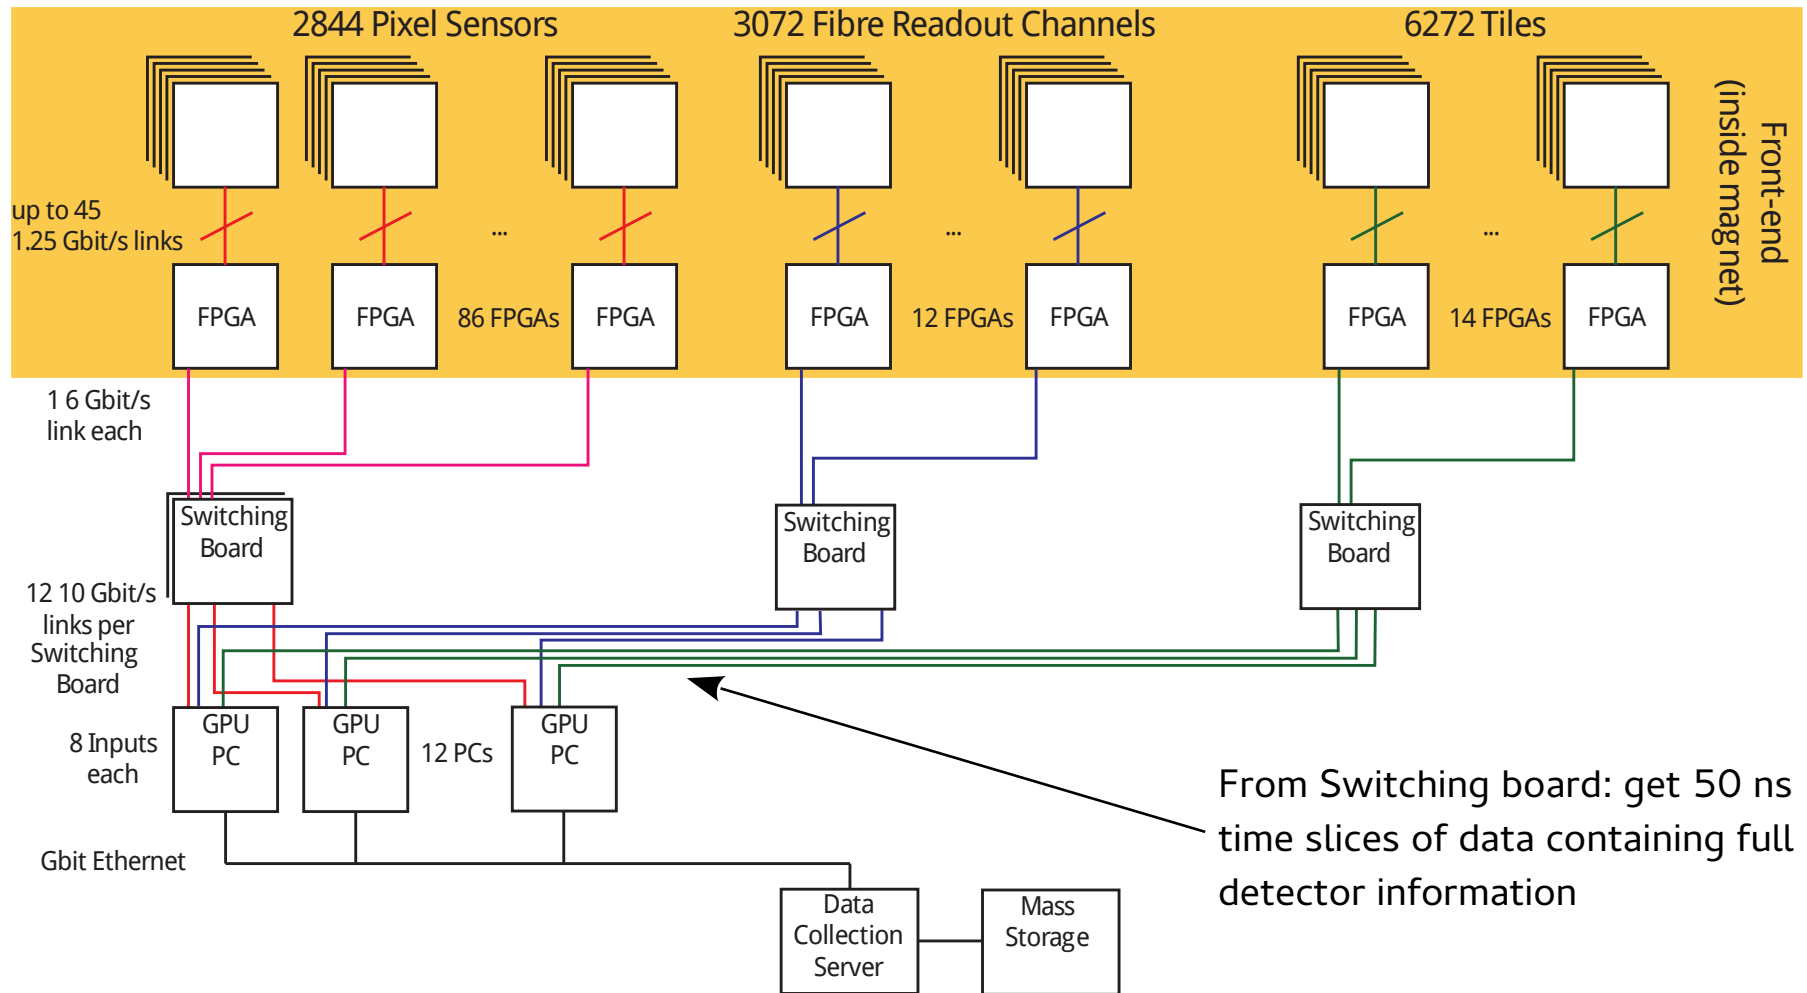 2844 Pixel Sensors
3072 Fibre Readout Channels
6272 Tiles
Front-end
(inside magnet)
up to 45
1.25 Gbit/s links
...
...
...
FPGA
FPGA
86 FPGAs
FPGA
FPGA
12 FPGAs
FPGA
FPGA
14 FPGAs
FPGA
1 6 Gbit/s
link each
Switching
Board
Switching
Board
Switching
Board
12 10 Gbit/s
links per
Switching
Board
8 Inputs
each
GPU
PC
GPU
PC
12 PCs
GPU
PC
From Switching board: get 50 ns
time slices of data containing full
detector information
Gbit Ethernet
Data
Collection
Server
Mass
Storage